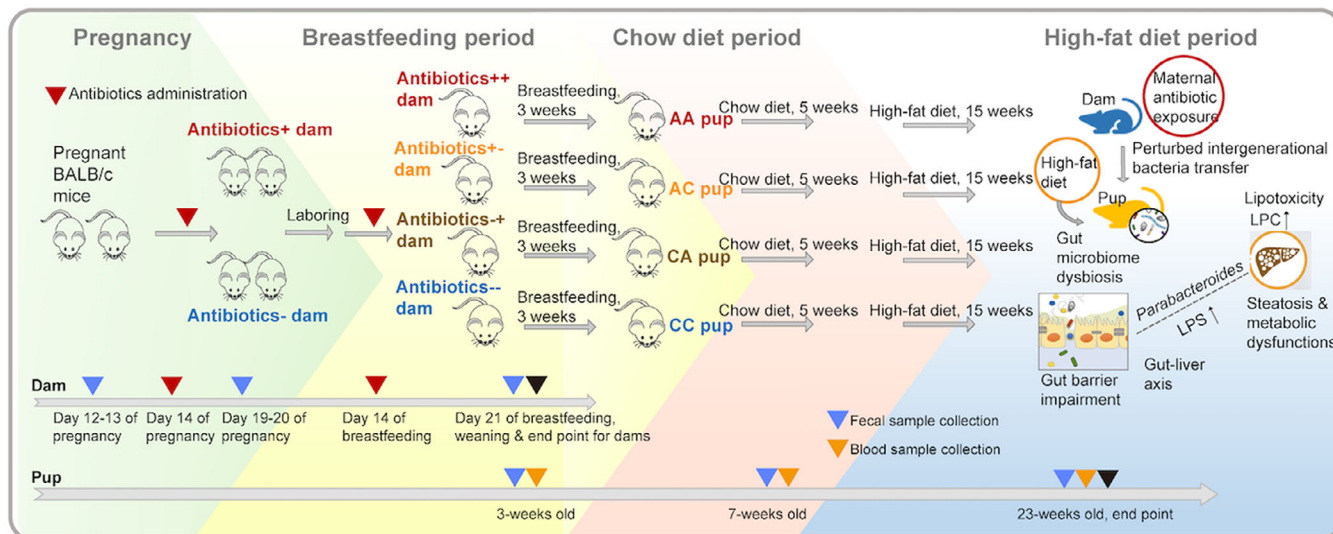 Pregnancy
Breastfeeding period
Chow diet period
High-fat diet period
Antibiotics administration
Pregnant
BALB/c
mice
Antibiotics+ dam
Antibiotics- dam
Laboring
Antibiotics++
dam
Breastfeeding,
3 weeks
AA pup
Chow diet, 5 weeks
High-fat diet, 15 weeks
Antibiotics+-
dam
Breastfeeding,
3 weeks
AC pup
Chow diet, 5 weeks
High-fat diet, 15 weeks
Antibiotics-+
dam
Breastfeeding,
3 weeks
CA pup
Chow diet, 5 weeks
High-fat diet, 15 weeks
Antibiotics--
dam
Breastfeeding,
3 weeks
CC pup
Chow diet, 5 weeks
High-fat diet, 15 weeks
Dam
Maternal
antibiotic
exposure
Perturbed intergenerational
bacteria transfer
High-fat
diet
Pup
Gut
microbiome
dysbiosis
Lipotoxicity
LPC↑
Parabacteroides
LPS↑
Steatosis &
metabolic
dysfunctions
Gut barrier
impairment
Gut-liver
axis
Dam
Day 12-13 of
pregnancy
Day 14 of
pregnancy
Day 19-20 of
pregnancy
Day 14 of
breastfeeding
Day 21 of breastfeeding,
weaning & end point for dams
Fecal sample collection
Blood sample collection
Pup
3-weeks old
7-weeks old
23-weeks old, end point